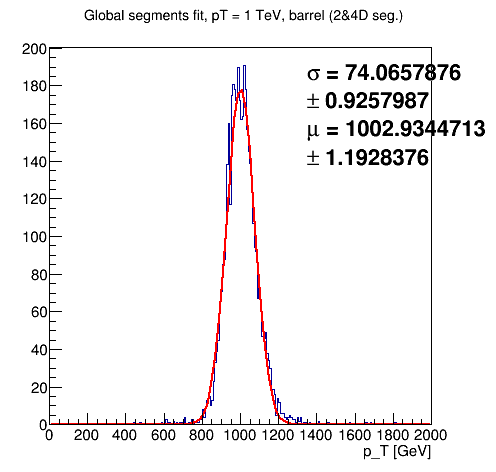 Global segments fit, pT = 1 TeV, barrel (2&4D seg.)
σ = 74.0657876
± 0.9257987
μ = 1002.9344713
± 1.1928376
200
180
160
140
120
100
80
60
40
20
0
0 200 400 600 800 1000 1200 1400 1600 1800 2000
p_T [GeV]